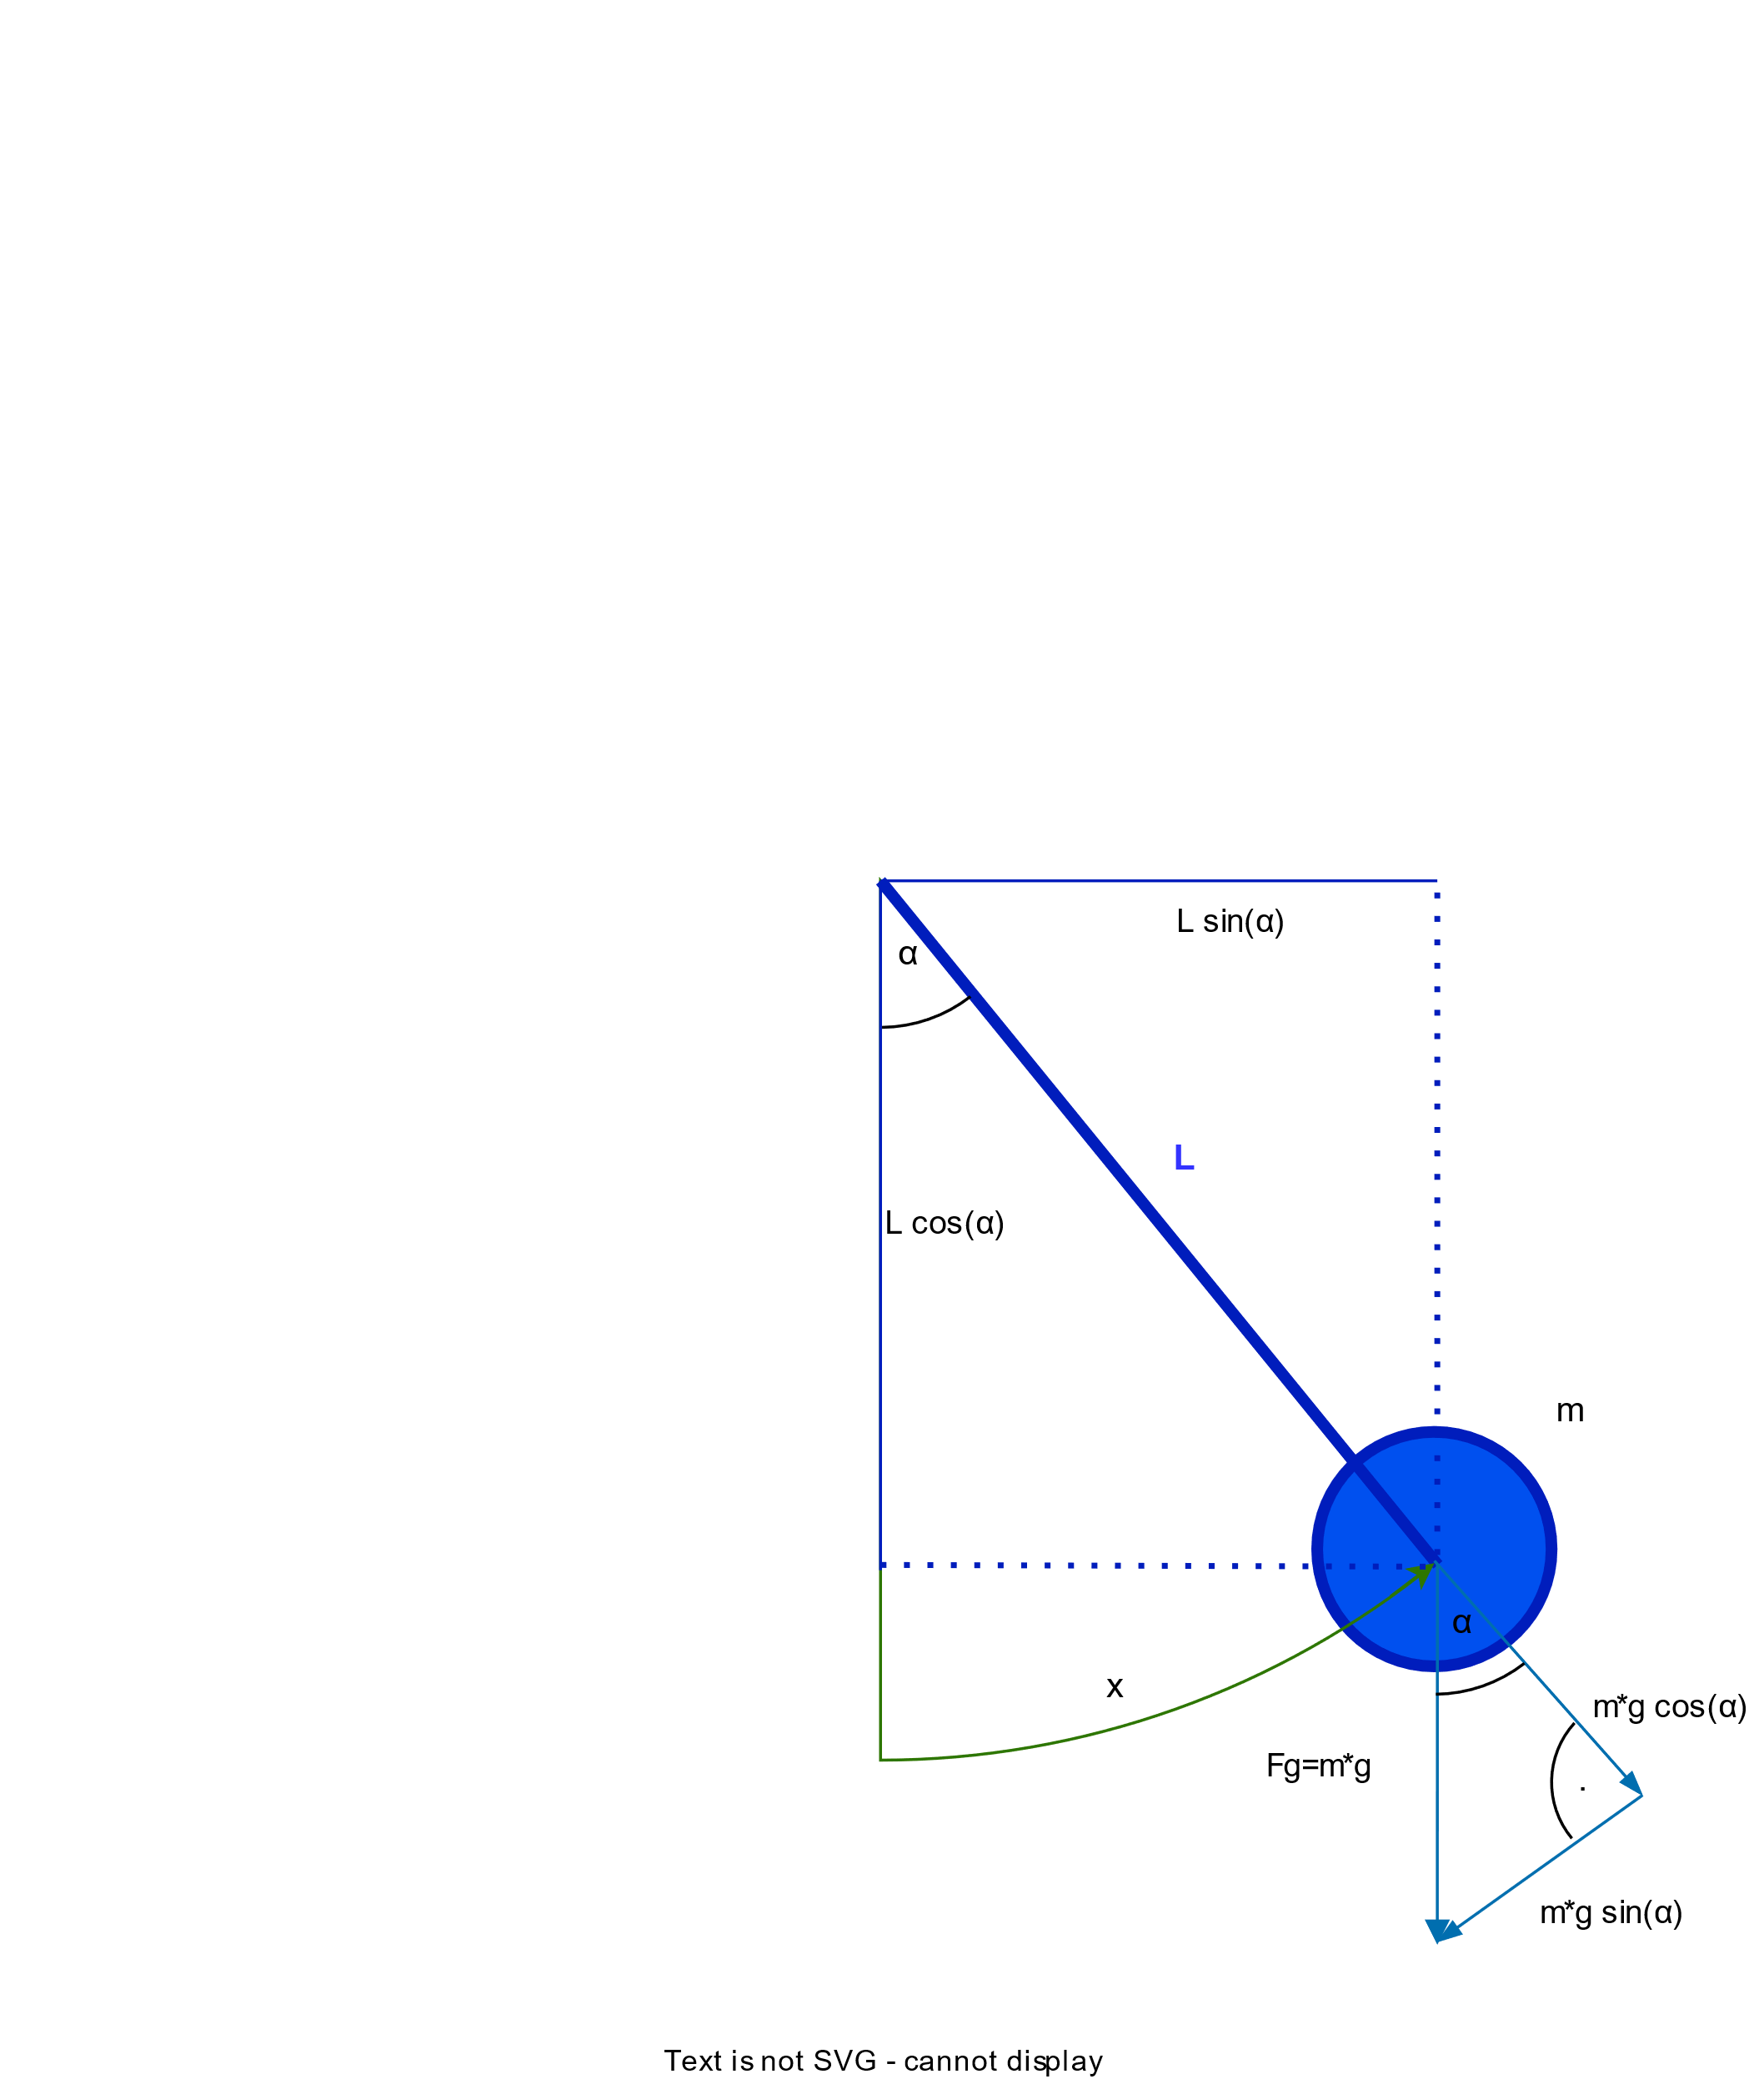 L sin(α)
α
L
L cos(α)
m
α
x
m*g cos(α)
Fg=m*g
.
m*g sin(α)
Text is not SVG - cannot display